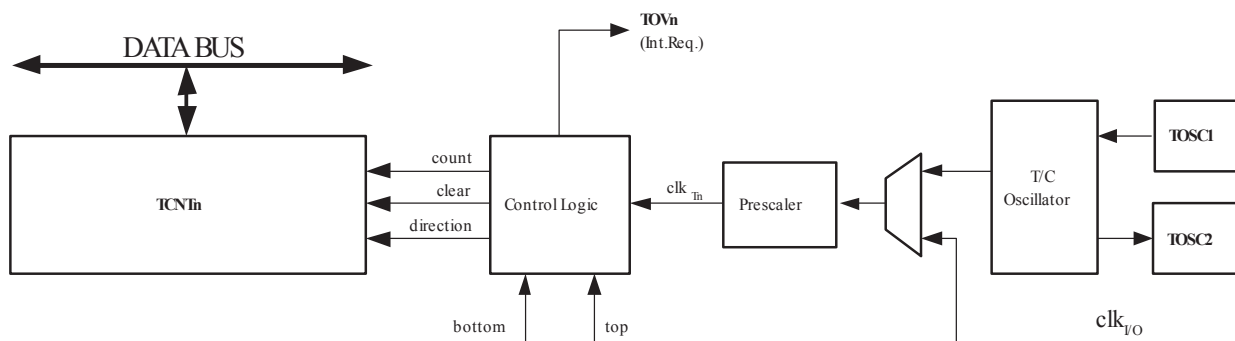 TOVn
(Int.Req.)
DATA BUS
TOSC1
count
T/C
Oscillator
clk Tn
TCNTn
clear
Control Logic
Prescaler
direction
TOSC2
bottom
top
clk I/O